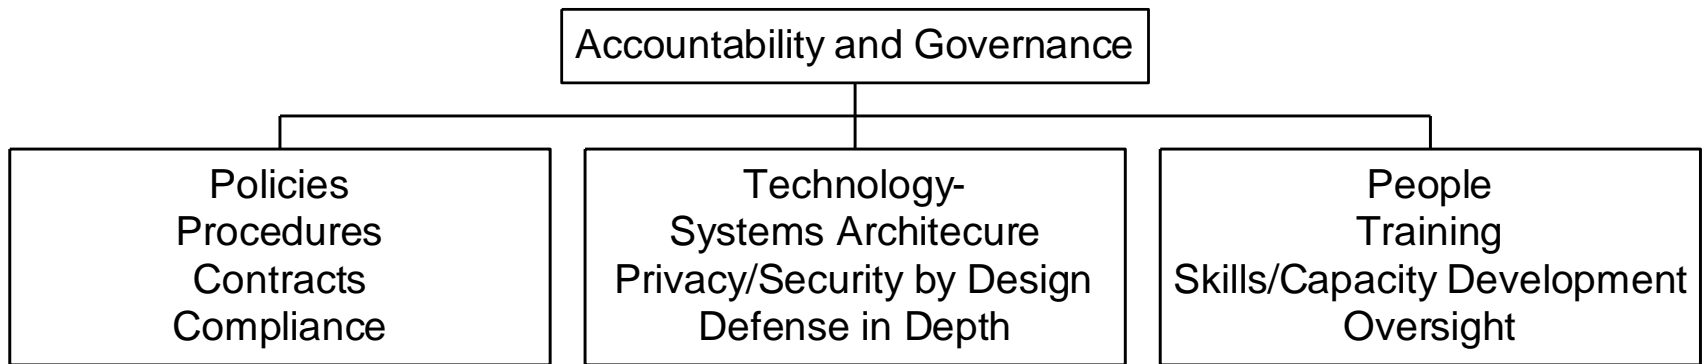 Accountability and Governance
Policies
Procedures
Contracts
Compliance
Technology-
Systems Architecure
Privacy/Security by Design
Defense in Depth
People
Training
Skills/Capacity Development
Oversight